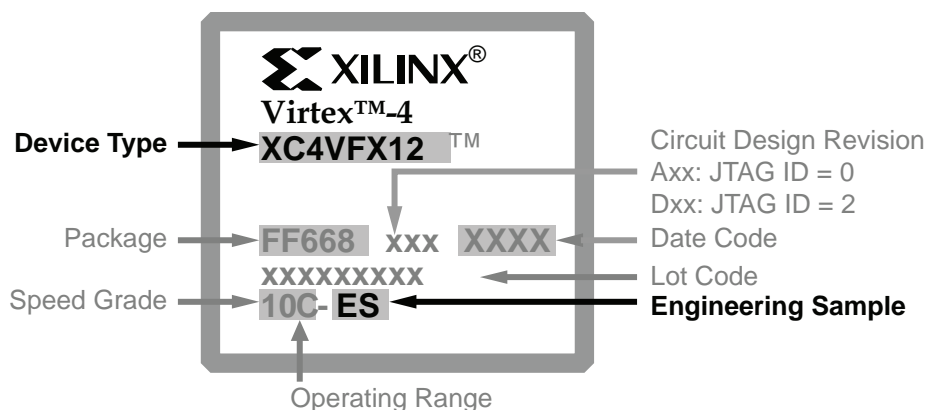 XILINX®
Virtex™-4
Device Type XC4VFX12 ™ Circuit Design Revision
Axx: JTAG ID = 0
Dxx: JTAG ID = 2
Package FF668 xxx XXXX Date Code
xxxxxxxxx Lot Code
Speed Grade 10C- ES Engineering Sample
Operating Range